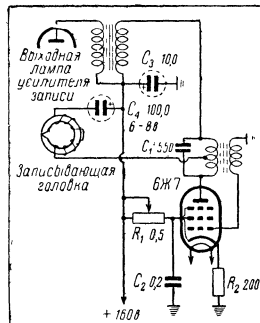 C3 10,0
Выходная
лампа
усилителя
записи
C4 100,0
6-8в
C1 550
Записывающая
головка
6Ж7
R1 0,5
C2 0,2
R2 200
+160в